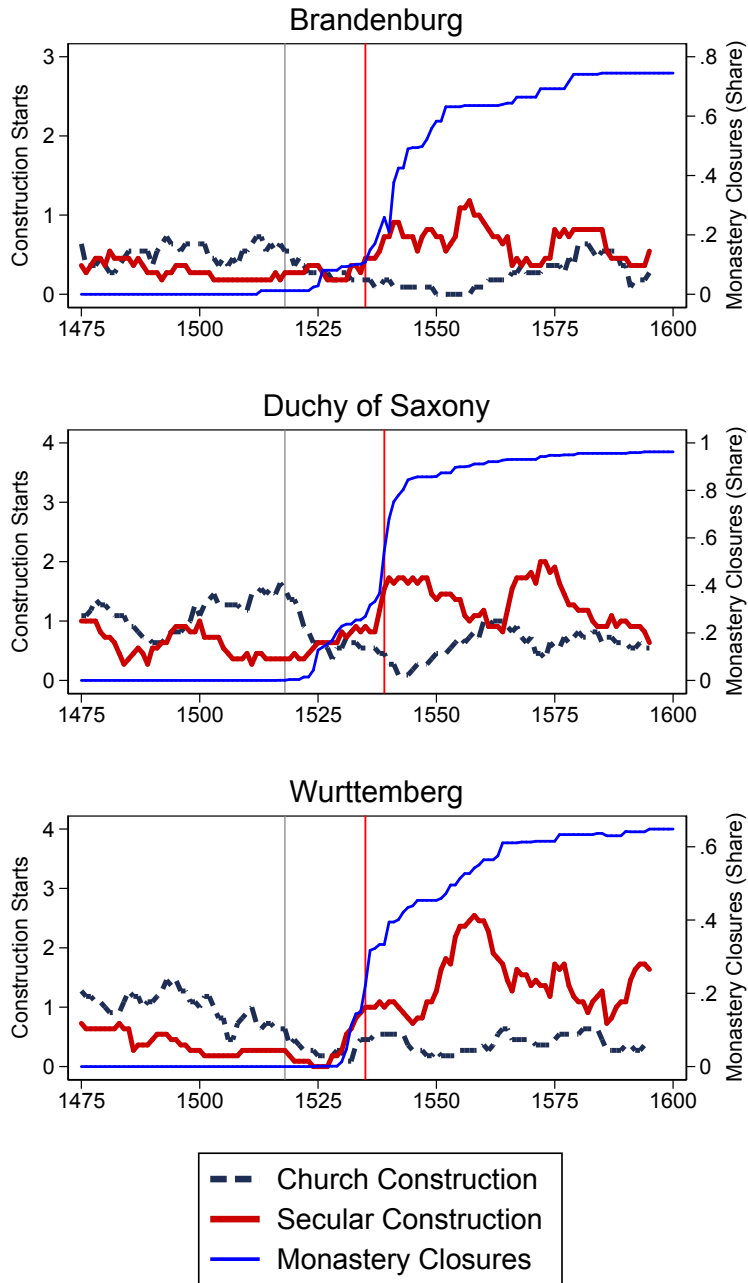 Brandenburg
Construction Starts
3
2
1
0
Monastery Closures (Share)
.8
.6
.4
.2
0
1475 1500 1525 1550 1575 1600
Duchy of Saxony
Construction Starts
4
3
2
1
0
Monastery Closures (Share)
1
.8
.6
.4
.2
0
1475 1500 1525 1550 1575 1600
Wurttemberg
Construction Starts
4
3
2
1
0
Monastery Closures (Share)
.6
.4
.2
0
1475 1500 1525 1550 1575 1600
Church Construction
Secular Construction
Monastery Closures